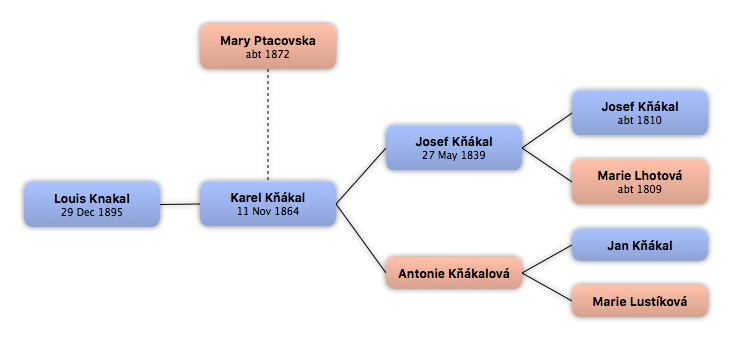 Mary Ptacovska
abt 1872
Louis Knakal
29 Dec 1895
Karel Kňákal
11 Nov 1864
Josef Kňákal
27 May 1839
Antonie Kňákalová
Josef Kňákal
abt 1810
Marie Lhotová
abt 1809
Jan Kňákal
Marie Lustíková